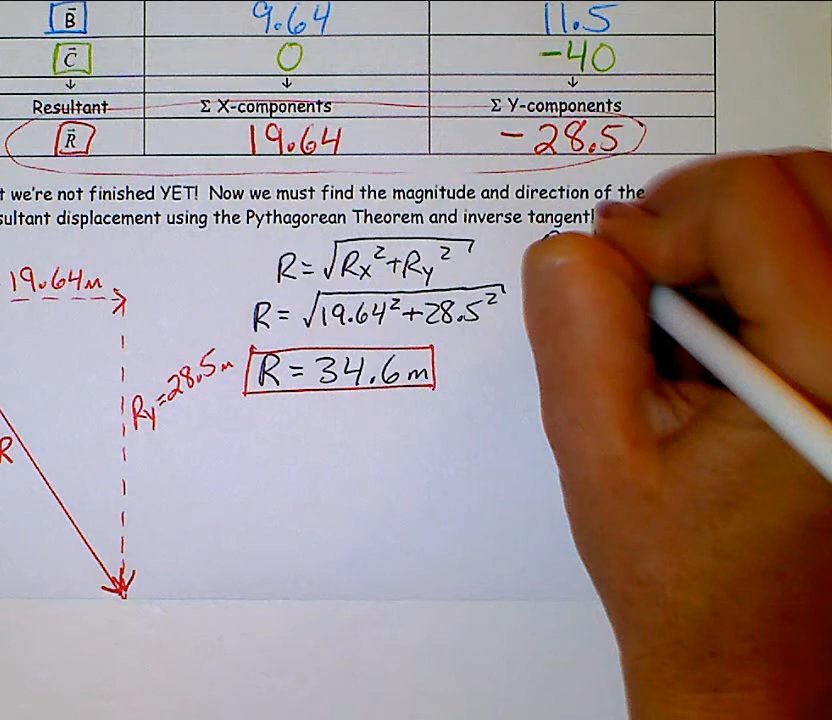 B 9.64 11.5
C 0 -40
↓ ↓ ↓
Resultant Σ X-components Σ Y-components
R 19.64 -28.5
t we're not finished YET! Now we must find the magnitude and direction of the
sultant displacement using the Pythagorean Theorem and inverse tangent!
19.64m
R = √Rx²+Ry²
R = √19.64²+28.5²
R = 34.6m
Ry=28.5m
R